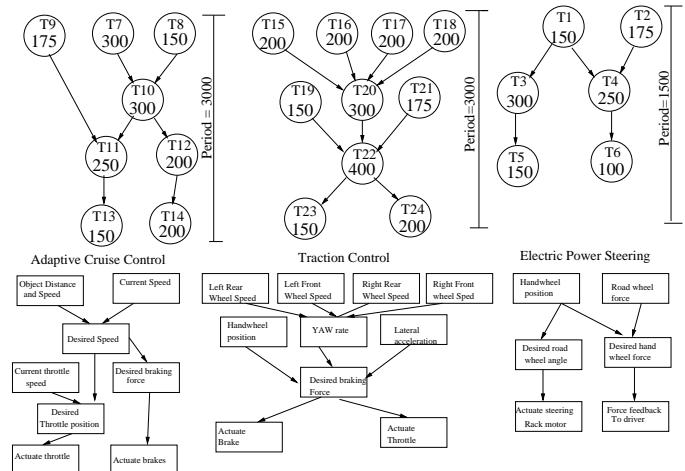 T9
175
T7
300
T8
150
T10
300
T11
250
T12
200
T13
150
T14
200
Period = 3000
T15
200
T16
200
T17
200
T18
200
T19
150
T20
300
T21
175
T22
400
T23
150
T24
200
Period=3000
T1
150
T2
175
T3
300
T4
250
T5
150
T6
100
Period=1500
Adaptive Cruise Control
Object Distance
and Speed
Current Speed
Desired Speed
Current throttle
speed
Desired braking
force
Desired
Throttle position
Actuate throttle
Actuate brakes
Traction Control
Left Rear
Wheel Speed
Left Front
Wheel Speed
Right Rear
Wheel Speed
Right Front
wheel Sped
Handwheel
position
YAW rate
Lateral
acceleration
Desired braking
Force
Actuate
Brake
Actuate
Throttle
Electric Power Steering
Handwheel
position
Road wheel
force
Desired road
wheel angle
Desired hand
wheel force
Actuate steering
Rack motor
Force feedback
To driver